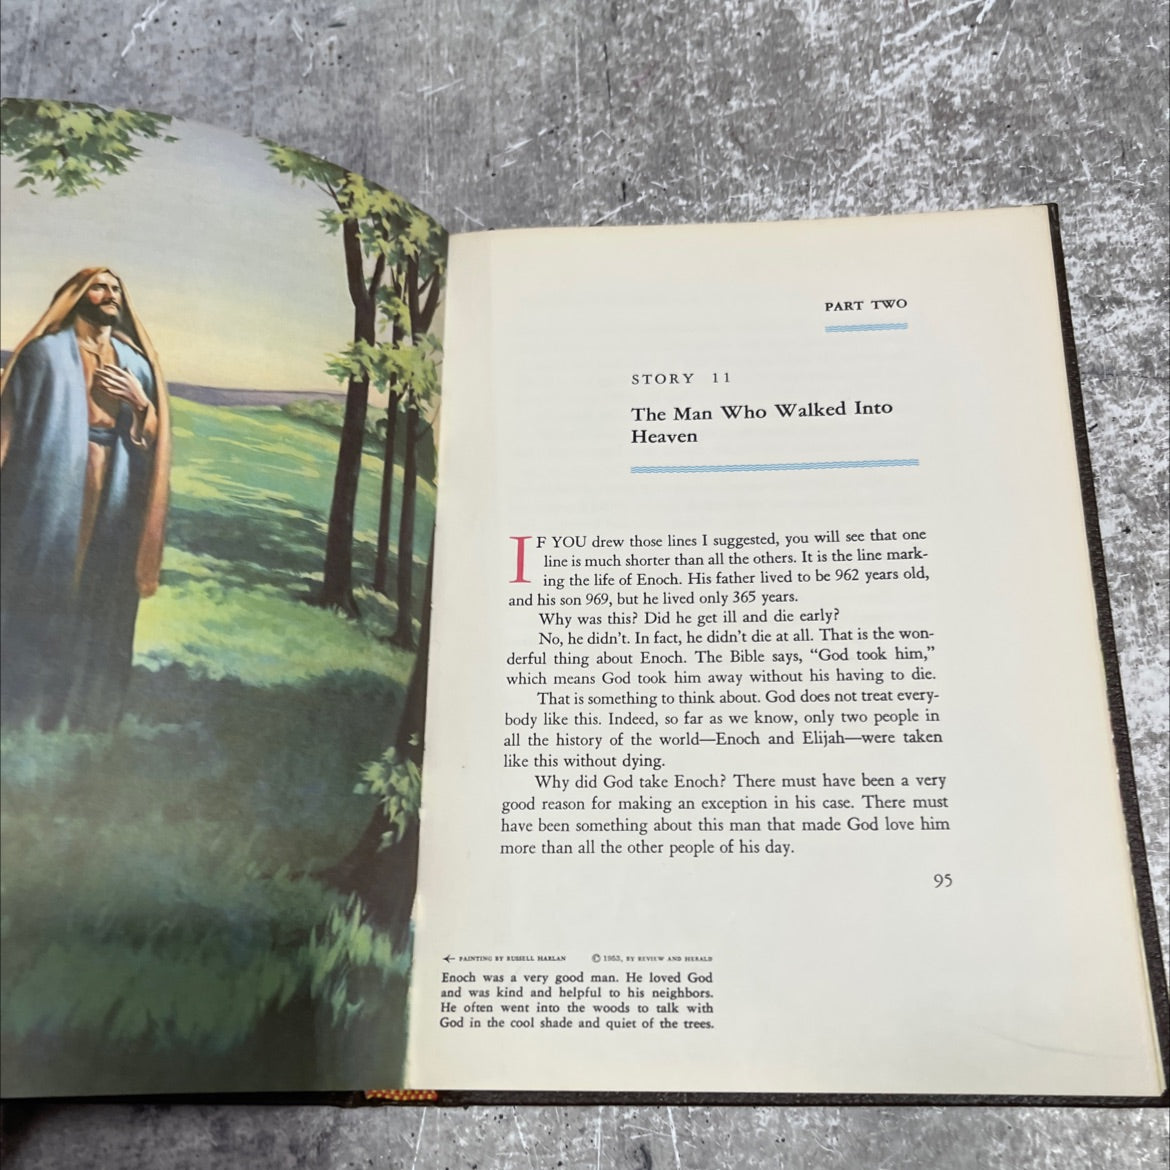 PART TWO
STORY 11
The Man Who Walked Into
Heaven
IF YOU drew those lines I suggested, you will see that one
line is much shorter than all the others. It is the line mark-
ing the life of Enoch. His father lived to be 962 years old,
and his son 969, but he lived only 365 years.
Why was this? Did he get ill and die early?
No, he didn't. In fact, he didn't die at all. That is the won-
derful thing about Enoch. The Bible says, "God took him,"
which means God took him away without his having to die.
That is something to think about. God does not treat every-
body like this. Indeed, so far as we know, only two people in
all the history of the world—Enoch and Elijah—were taken
like this without dying.
Why did God take Enoch? There must have been a very
good reason for making an exception in his case. There must
have been something about this man that made God love him
more than all the other people of his day.
95
← PAINTING BY RUSSELL HARLAN © 1953, BY REVIEW AND HERALD
Enoch was a very good man. He loved God
and was kind and helpful to his neighbors.
He often went into the woods to talk with
God in the cool shade and quiet of the trees.